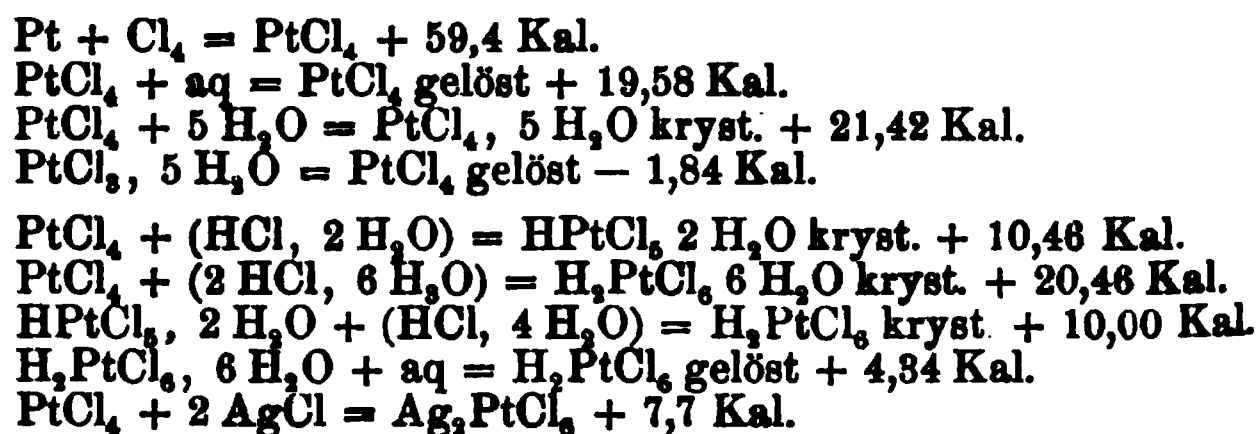 Pt + Cl₄ = PtCl₄ + 59,4 Kal.
PtCl₄ + aq = PtCl₄ gelöst + 19,58 Kal.
PtCl₄ + 5 H₂O = PtCl₄, 5 H₂O kryst. + 21,42 Kal.
PtCl₃, 5 H₂O = PtCl₄ gelöst — 1,84 Kal.
PtCl₄ + (HCl, 2 H₂O) = HPtCl₅ 2 H₂O kryst. + 10,46 Kal.
PtCl₄ + (2 HCl, 6 H₂O) = H₂PtCl₆ 6 H₂O kryst. + 20,46 Kal.
HPtCl₅, 2 H₂O + (HCl, 4 H₂O) = H₂PtCl₆ kryst. + 10,00 Kal.
H₂PtCl₆, 6 H₂O + aq = H₂PtCl₆ gelöst + 4,34 Kal.
PtCl₄ + 2 AgCl = Ag₂PtCl₆ + 7,7 Kal.